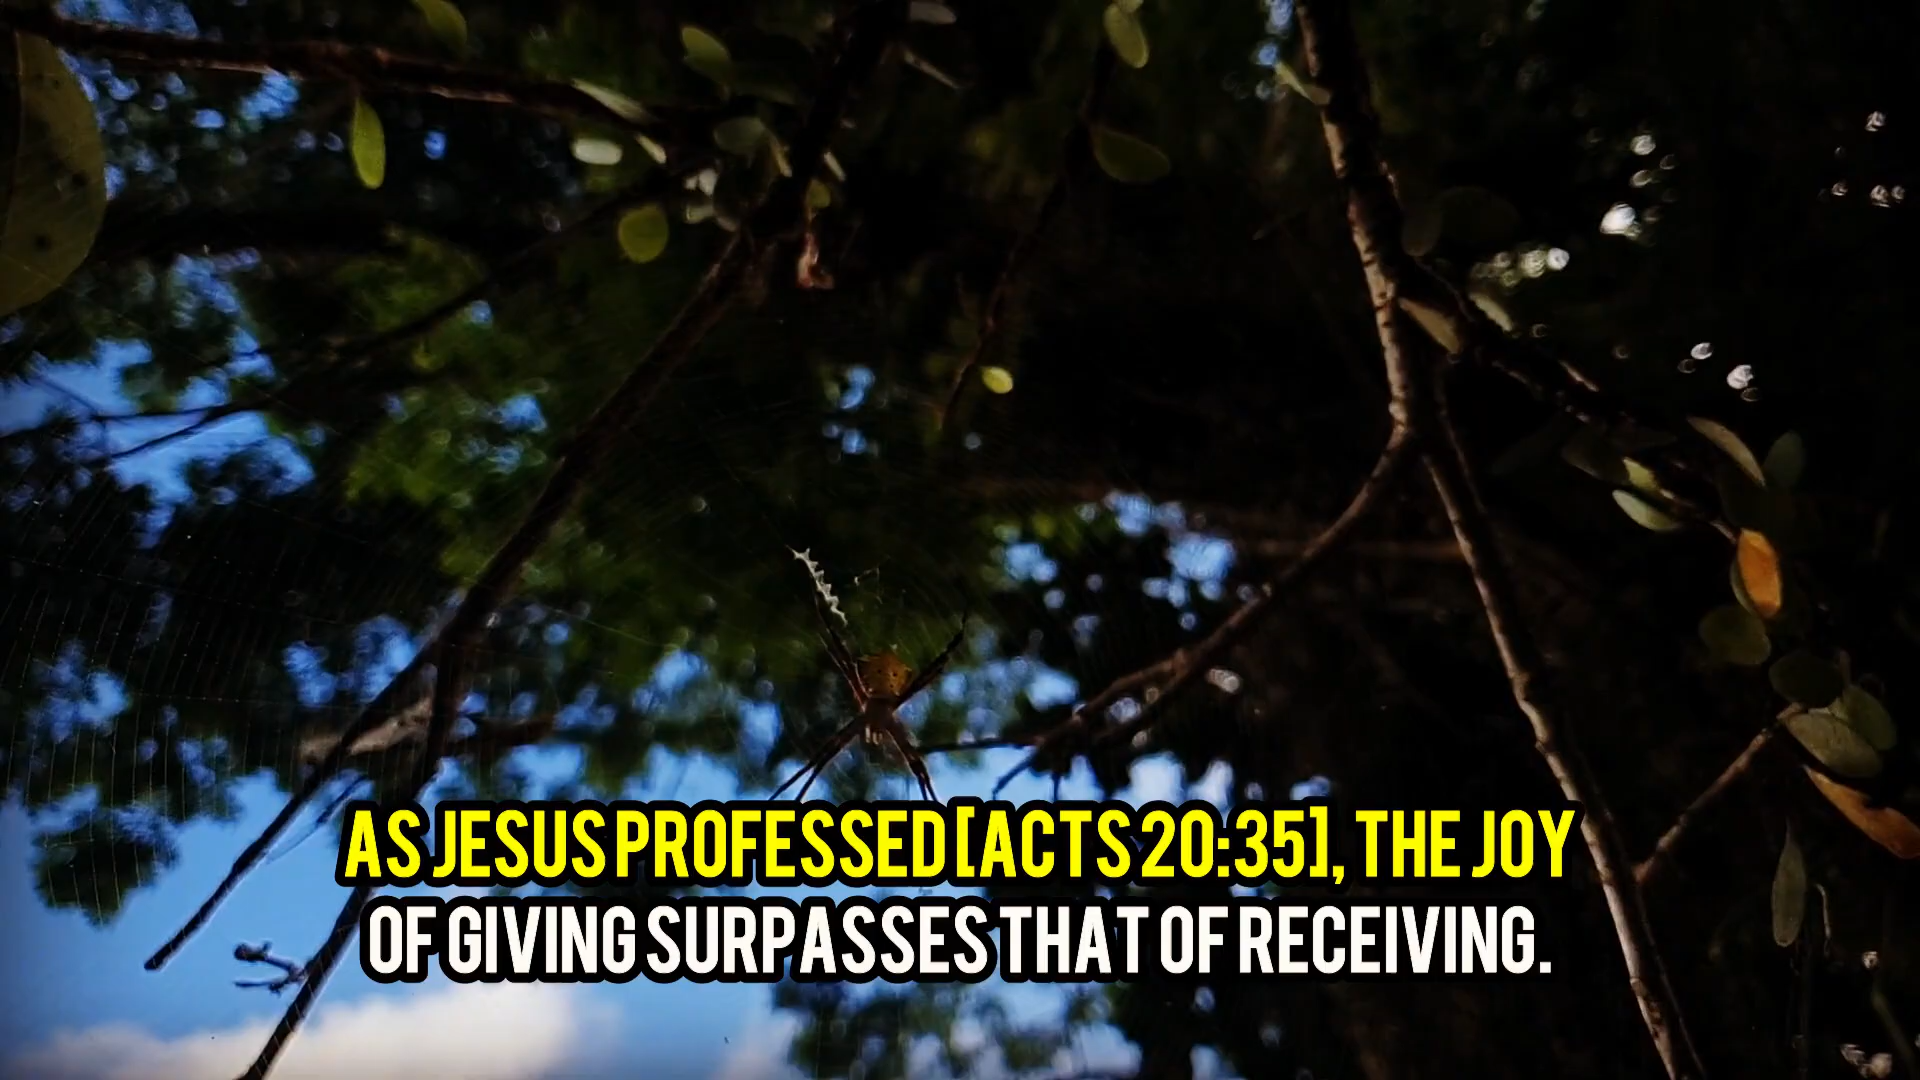 AS JESUS PROFESSED [ACTS 20:35], THE JOY
OF GIVING SURPASSES THAT OF RECEIVING.